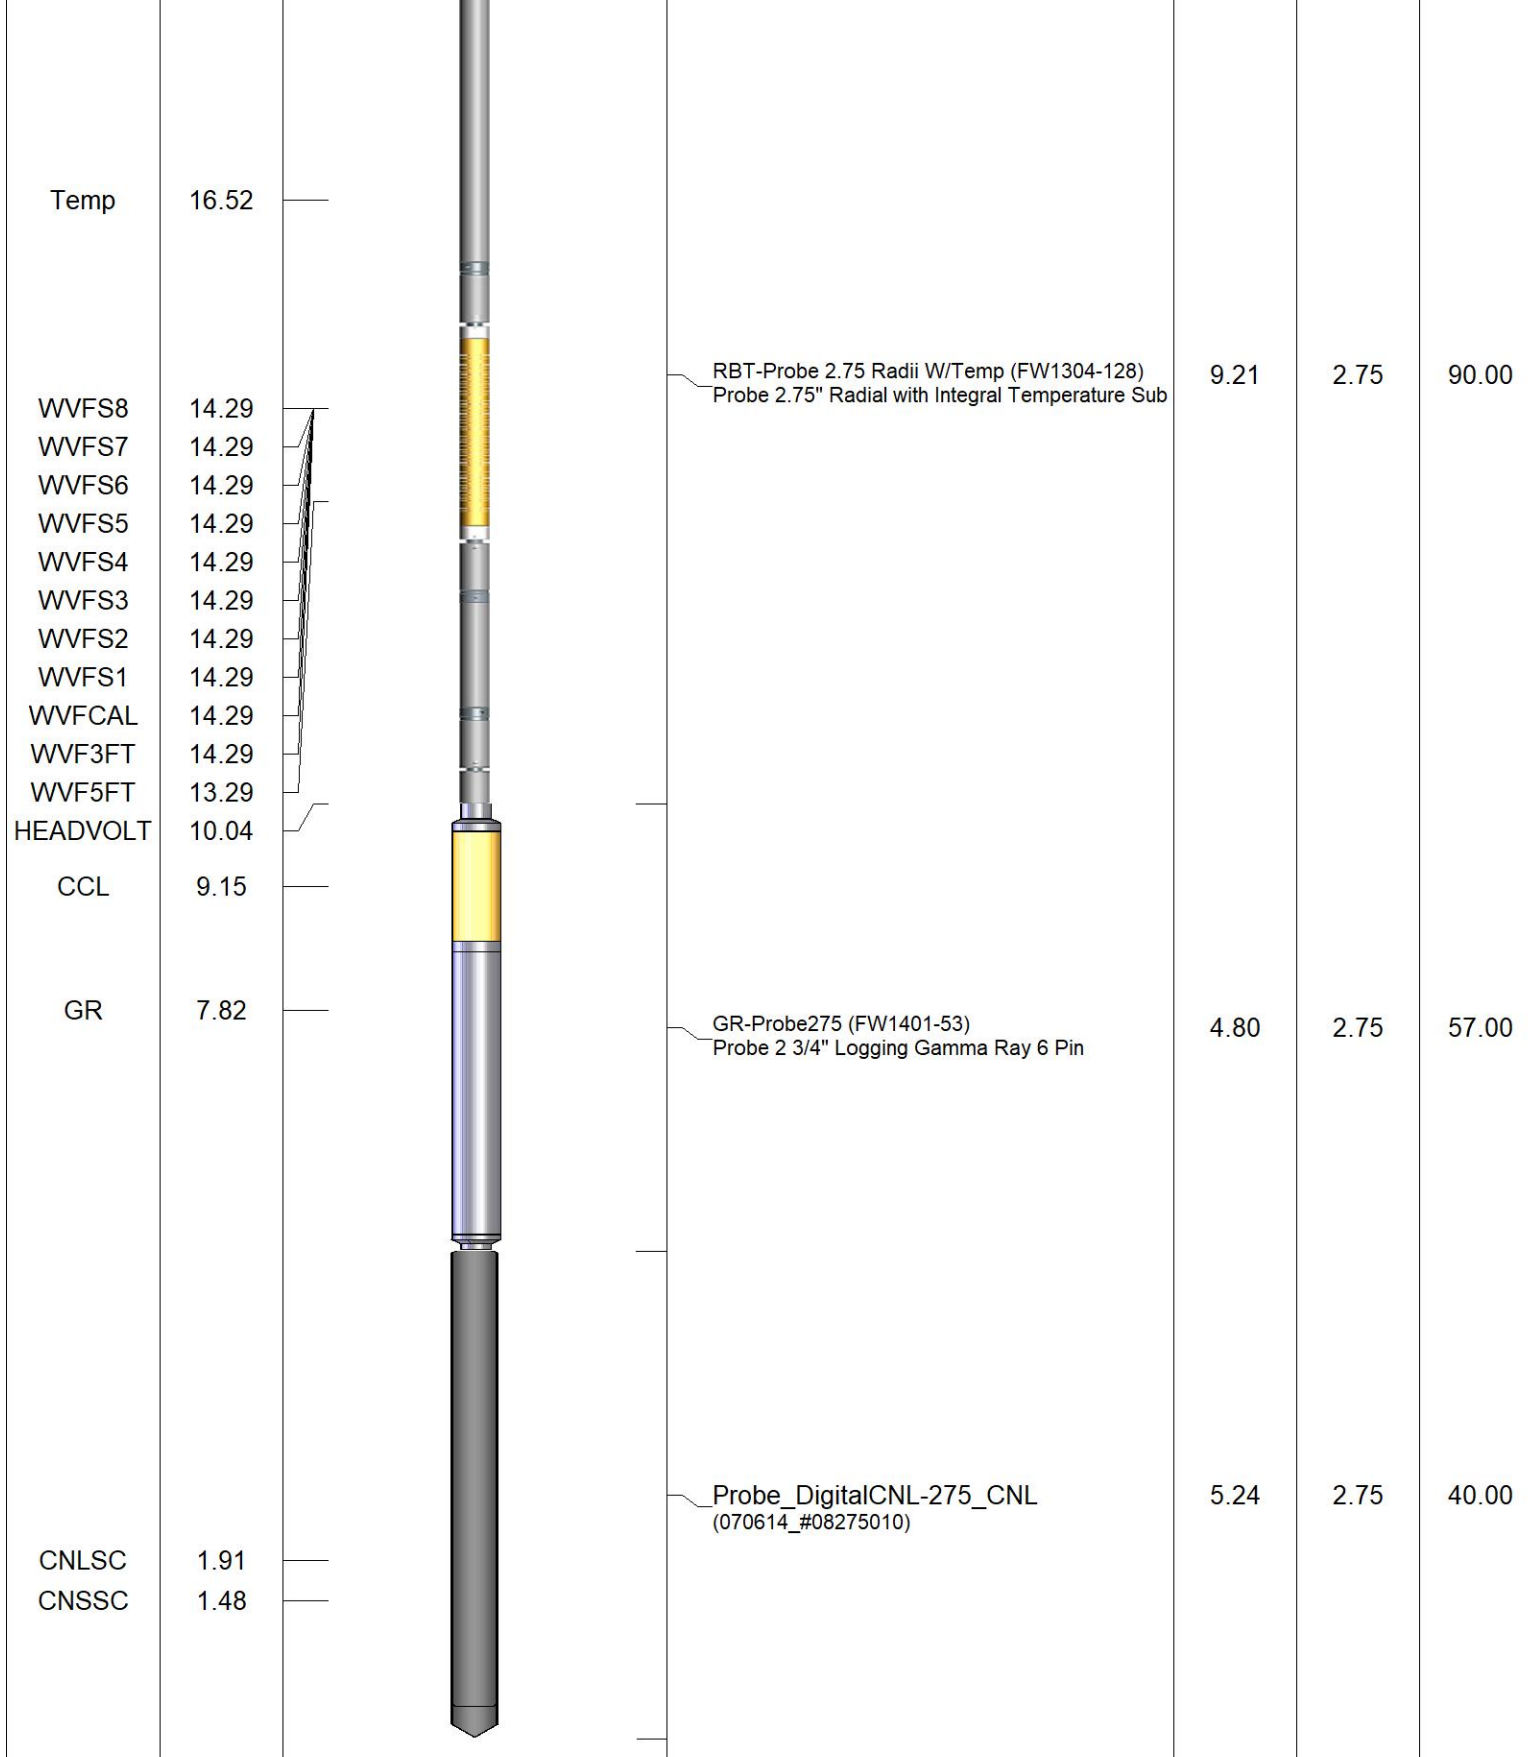 Temp 16.52
RBT-Probe 2.75 Radii W/Temp (FW1304-128) 9.21 2.75 90.00
Probe 2.75" Radial with Integral Temperature Sub
WVFS8 14.29
WVFS7 14.29
WVFS6 14.29
WVFS5 14.29
WVFS4 14.29
WVFS3 14.29
WVFS2 14.29
WVFS1 14.29
WVFCAL 14.29
WVF3FT 14.29
WVF5FT 13.29
HEADVOLT 10.04
CCL 9.15
GR 7.82
GR-Probe275 (FW1401-53) 4.80 2.75 57.00
Probe 2 3/4" Logging Gamma Ray 6 Pin
Probe_DigitalCNL-275_CNL 5.24 2.75 40.00
(070614_#08275010)
CNLSC 1.91
CNSSC 1.48